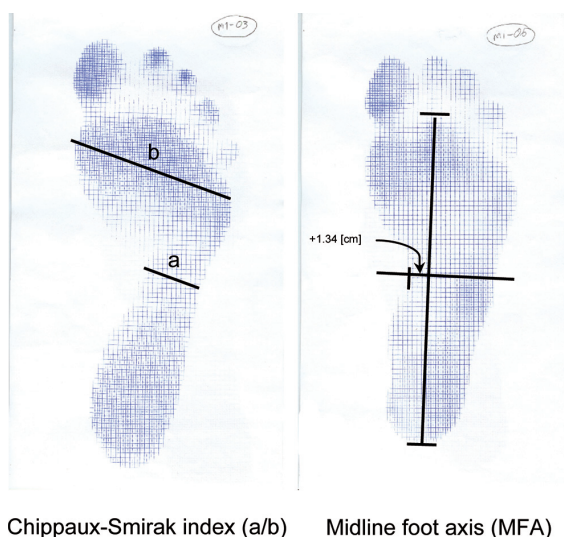 m1-03
m1-06
b
a
+1.34 [cm]
Chippaux-Smirak index (a/b)
Midline foot axis (MFA)